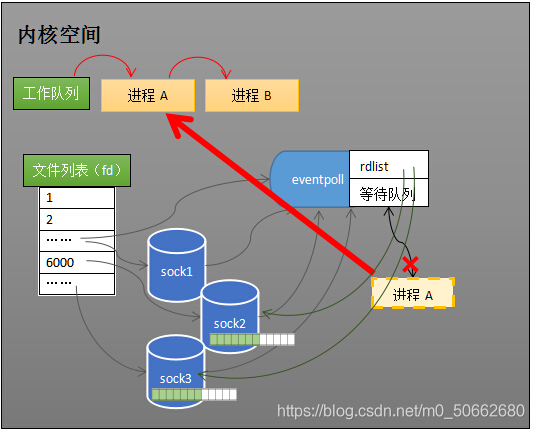 内核空间
工作队列
进程 A
进程 B
文件列表（fd）
1
2
……
6000
……
eventpoll
rdlist
等待队列
sock1
进程 A
sock2
sock3
https://blog.csdn.net/m0_50662680